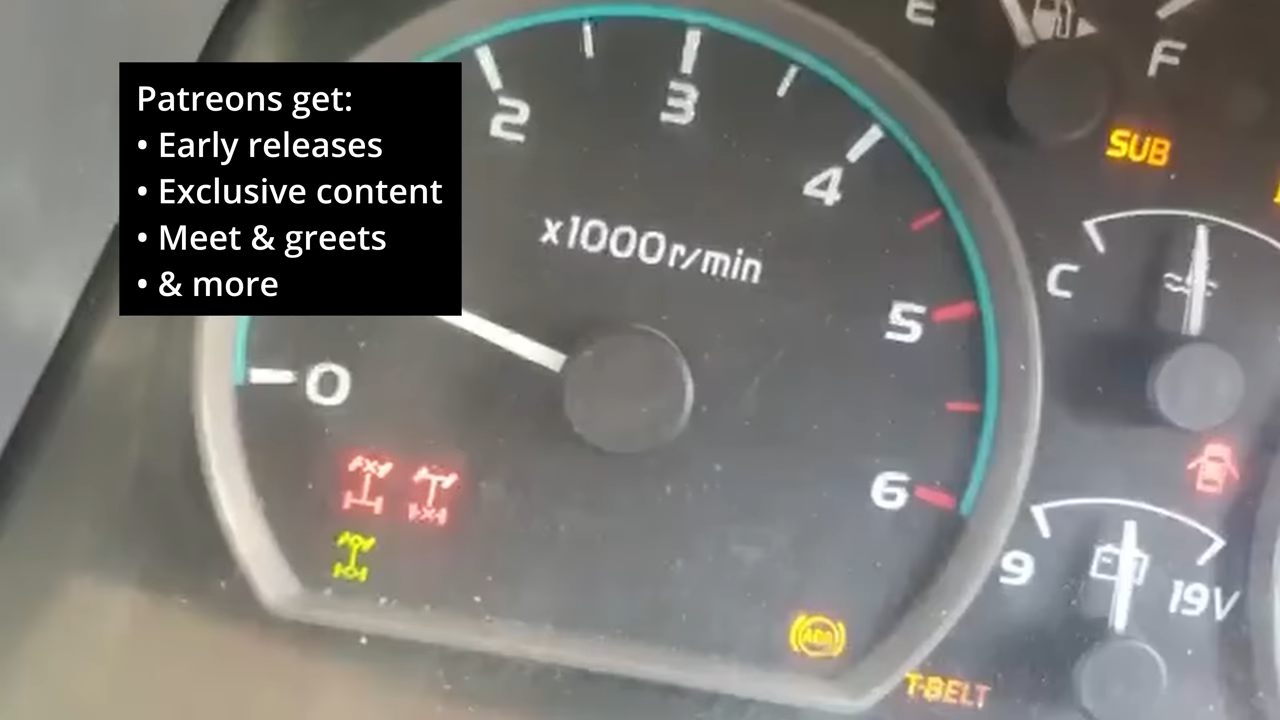 Patreons get:
• Early releases
• Exclusive content
• Meet & greets
• & more
E
F
SUB
2
3
4
x1000r/min
C
5
0
6
9
19V
ABS
T-BELT